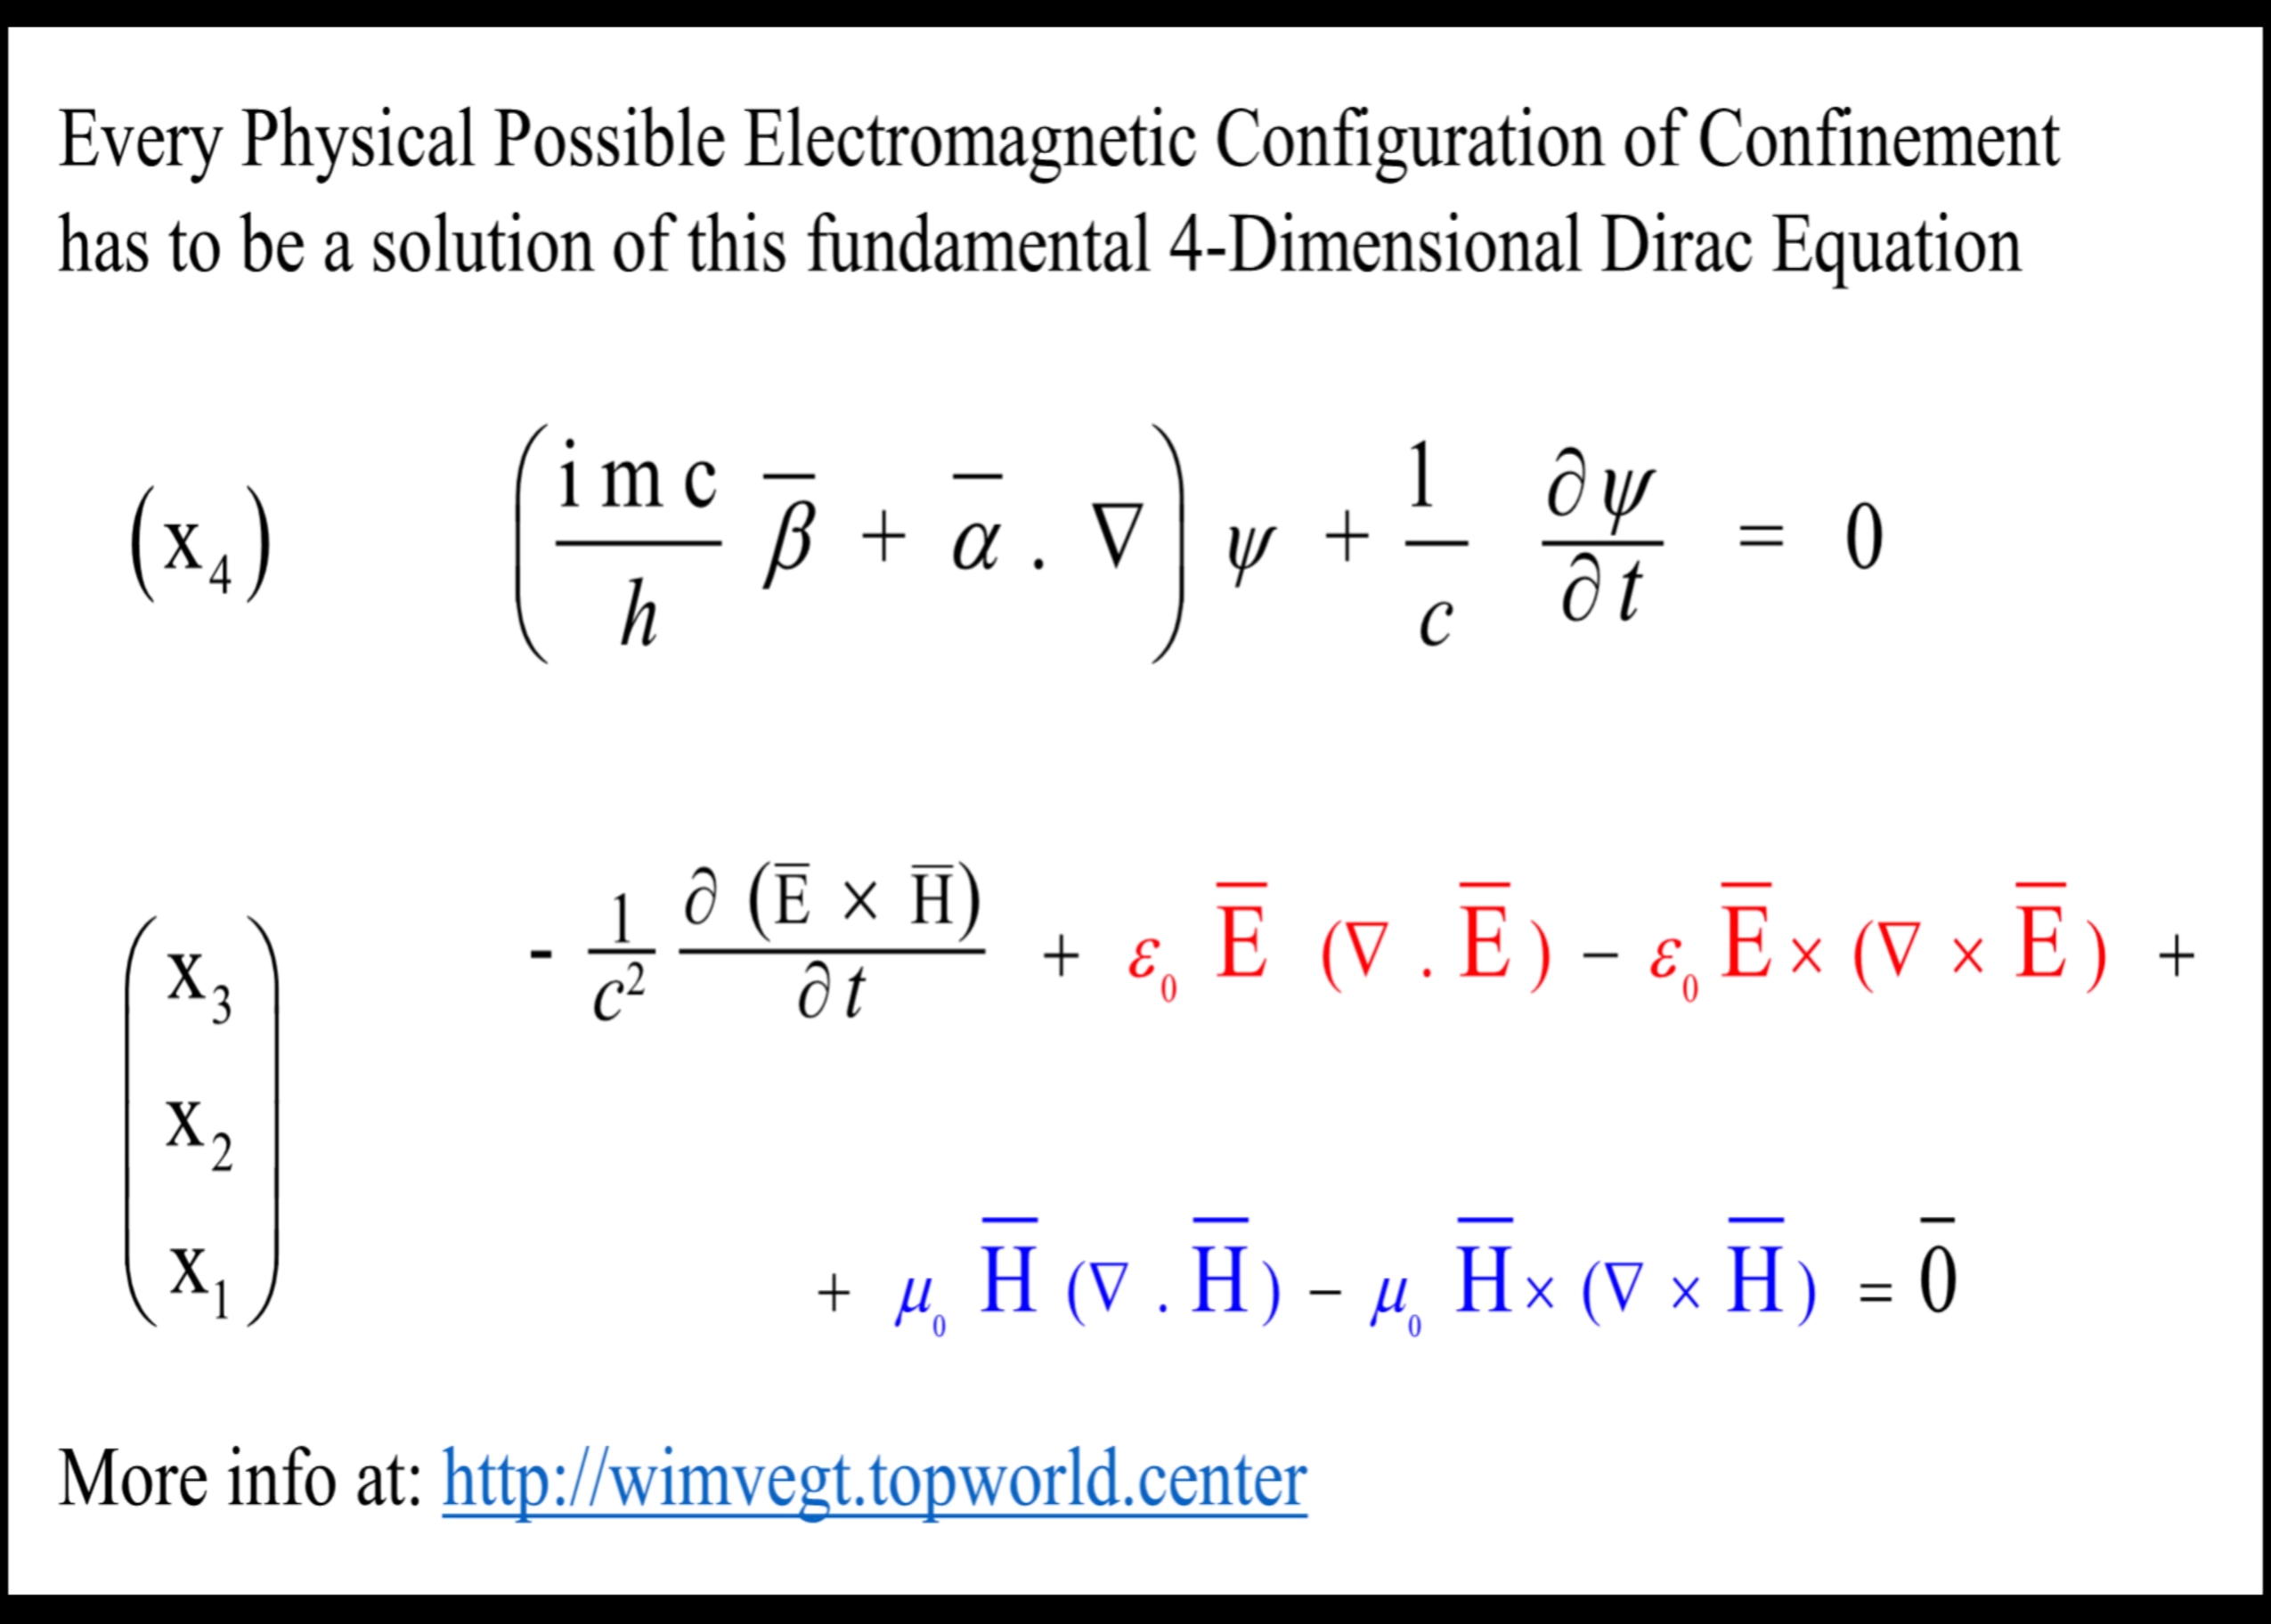 Every Physical Possible Electromagnetic Configuration of Confinement
has to be a solution of this fundamental 4-Dimensional Dirac Equation
(x₄) (i m c / h β̅ + α̅ . ∇) ψ + 1/c ∂ψ/∂t = 0
(x₃ x₂ x₁) - 1/c² ∂(E̅ × H̅)/∂t + ε₀ E̅ (∇ . E̅) − ε₀ E̅ × (∇ × E̅) +
+ μ₀ H̅ (∇ . H̅) − μ₀ H̅ × (∇ × H̅) = 0̅
More info at: http://wimvegt.topworld.center